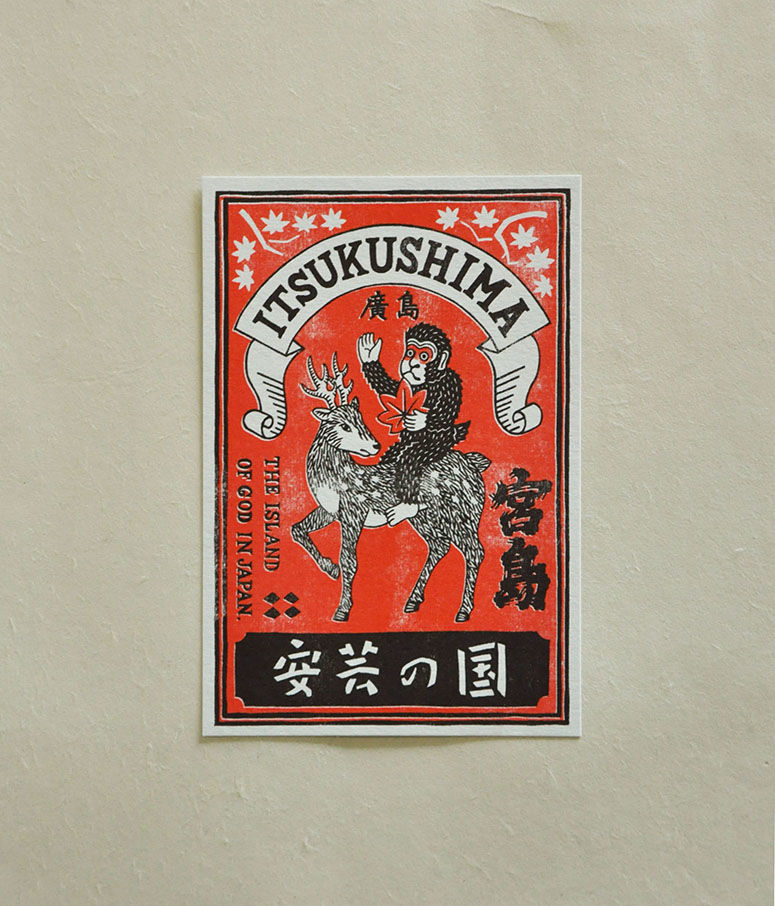 ITSUKUSHIMA
廣島
宮島
THE ISLAND
OF GOD IN JAPAN.
安芸の国